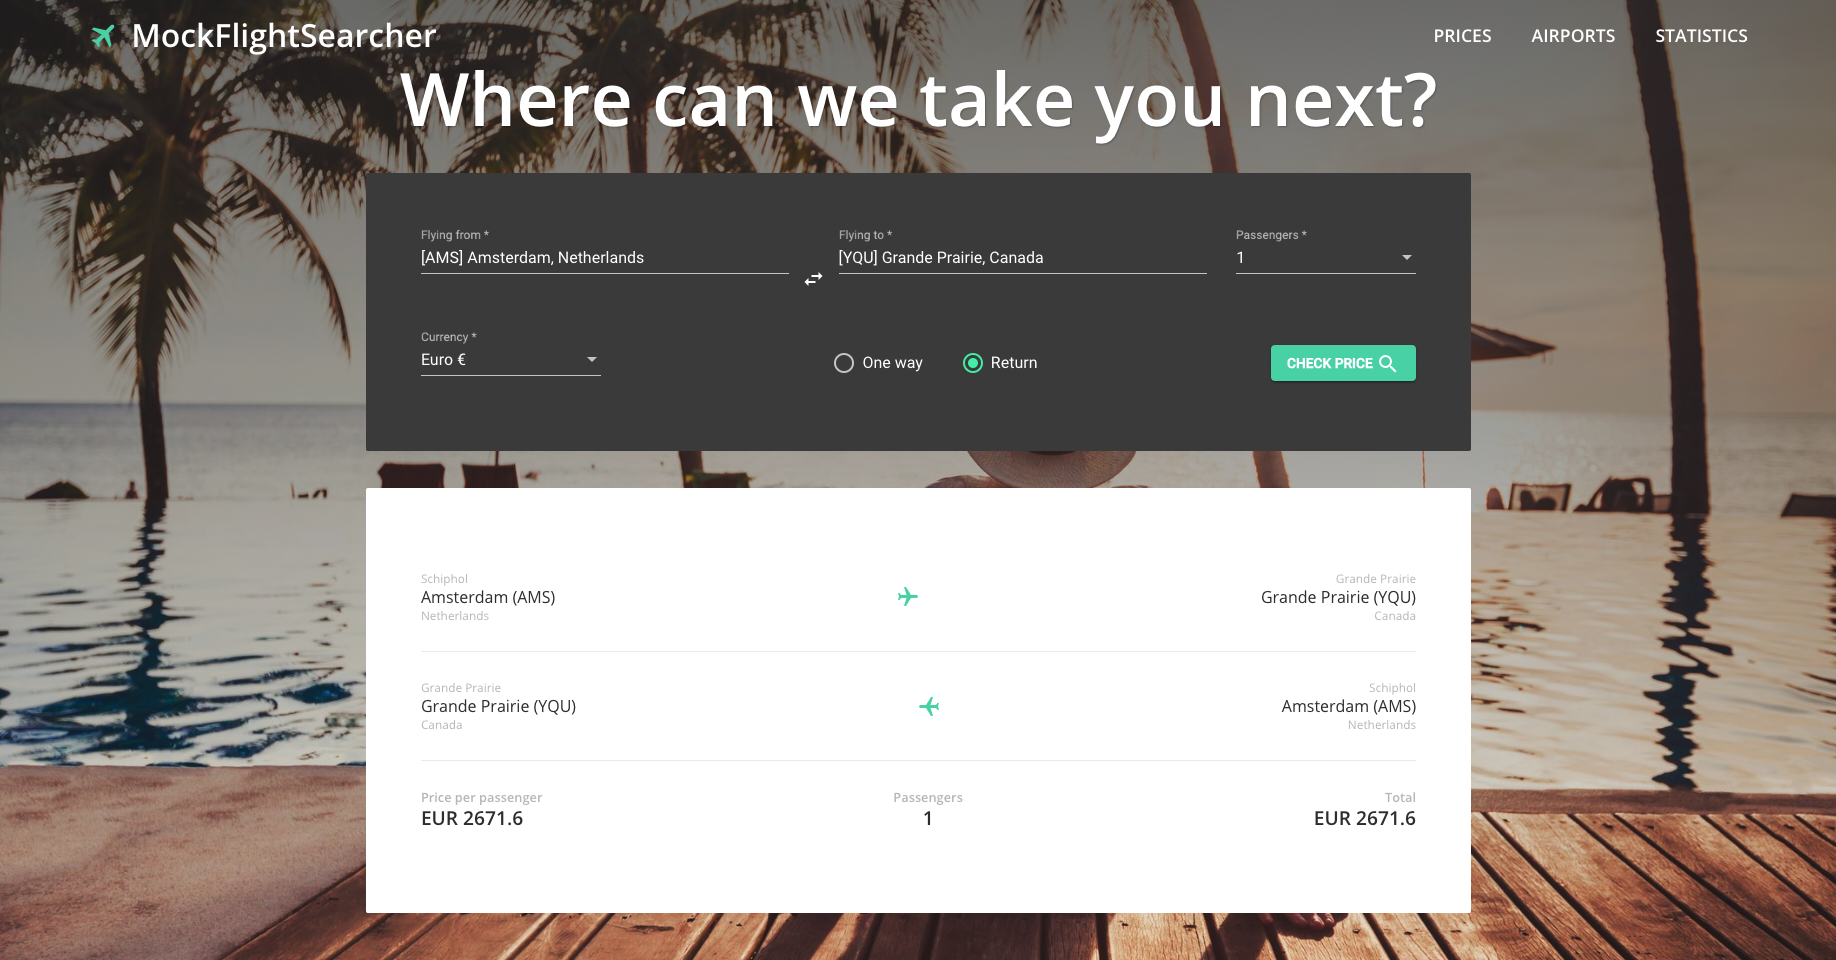 MockFlightSearcher
PRICES AIRPORTS STATISTICS
Where can we take you next?
Flying from * Flying to * Passengers *
[AMS] Amsterdam, Netherlands [YQU] Grande Prairie, Canada 1
Currency *
Euro € One way Return CHECK PRICE
Schiphol Grande Prairie
Amsterdam (AMS) Grande Prairie (YQU)
Netherlands Canada
Grande Prairie Schiphol
Grande Prairie (YQU) Amsterdam (AMS)
Canada Netherlands
Price per passenger Passengers Total
EUR 2671.6 1 EUR 2671.6